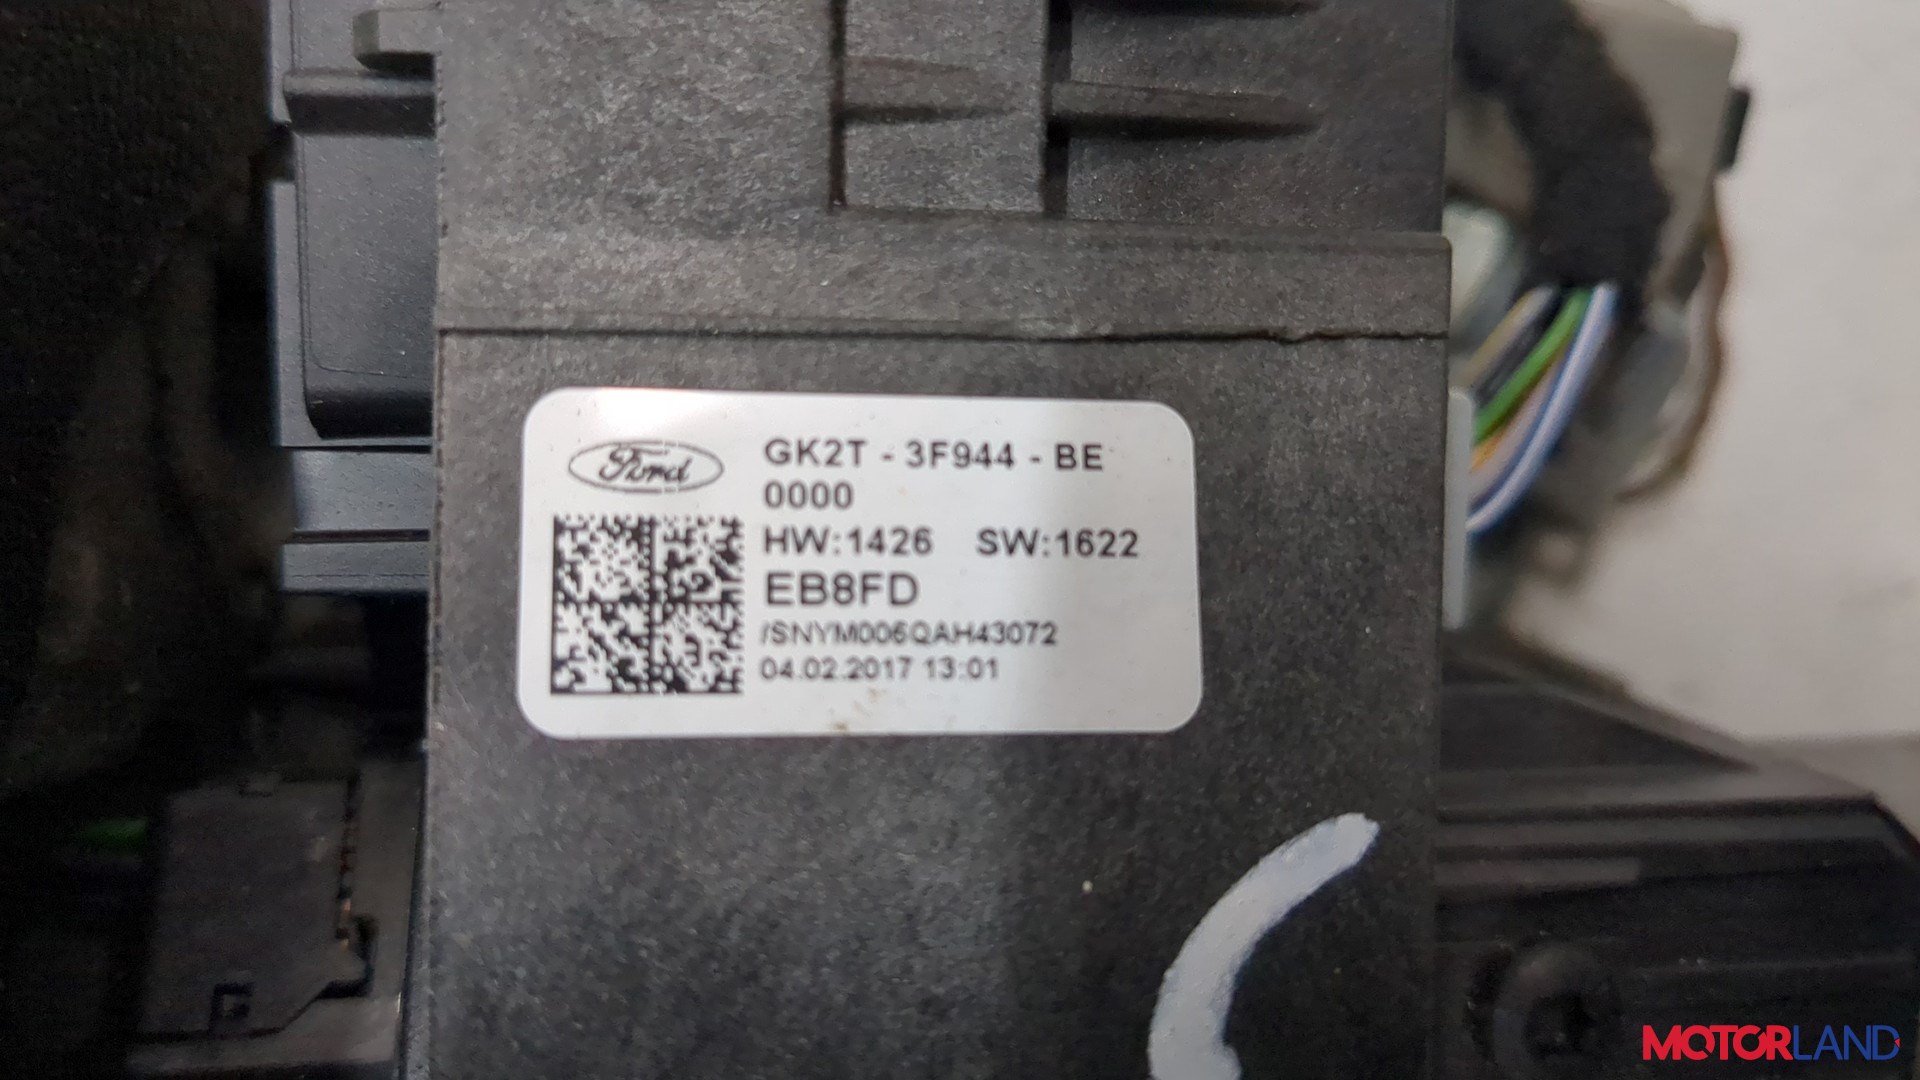 Ford
GK2T - 3F944 - BE
0000
HW:1426 SW:1622
EB8FD
/SNYM006QAH43072
04.02.2017 13:01
MOTORLAND